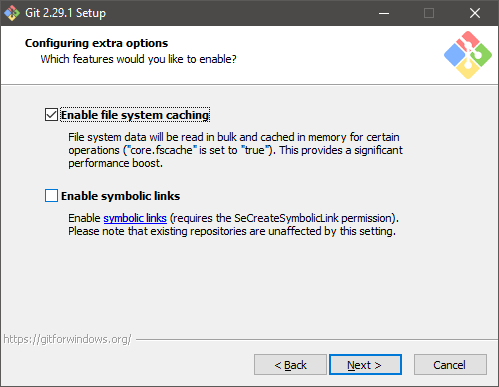 Git 2.29.1 Setup
Configuring extra options
Which features would you like to enable?
Enable file system caching
File system data will be read in bulk and cached in memory for certain
operations ("core.fscache" is set to "true"). This provides a significant
performance boost.
Enable symbolic links
Enable symbolic links (requires the SeCreateSymbolicLink permission).
Please note that existing repositories are unaffected by this setting.
https://gitforwindows.org/
< Back
Next >
Cancel